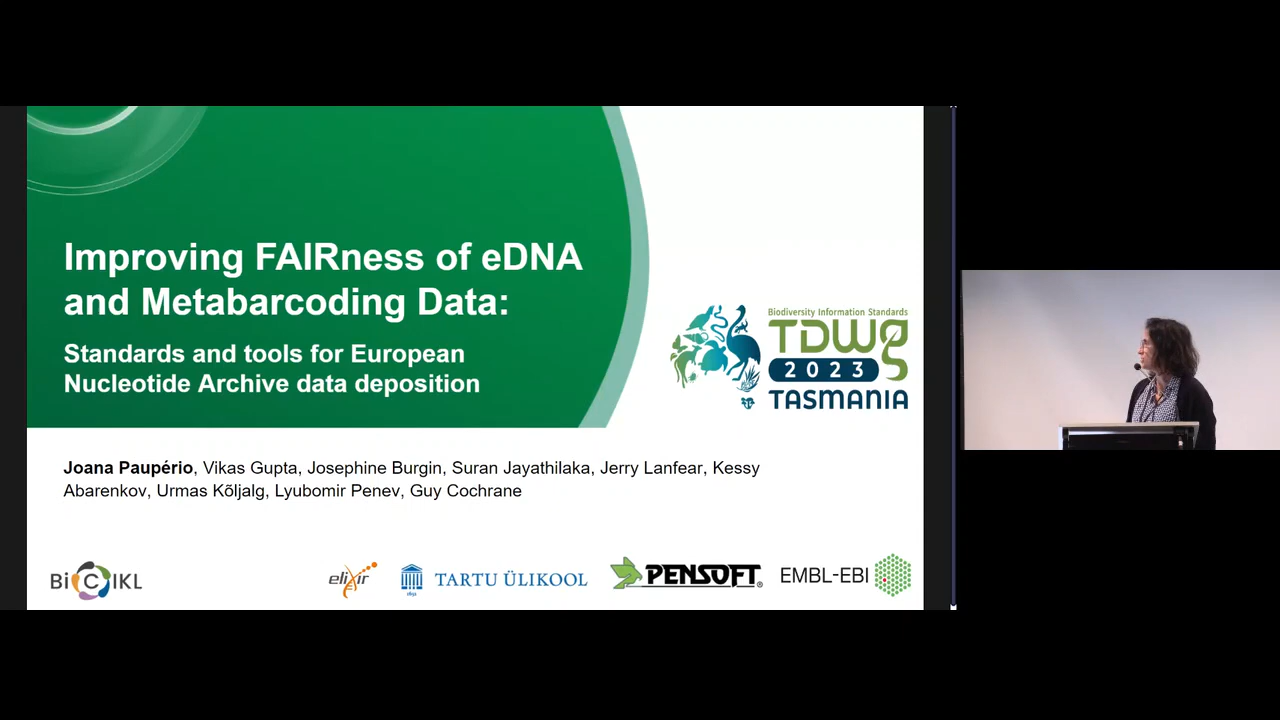 Improving FAIRness of eDNA
and Metabarcoding Data:
Standards and tools for European
Nucleotide Archive data deposition
Biodiversity Information Standards
TDWG
2023
TASMANIA
Joana Paupério, Vikas Gupta, Josephine Burgin, Suran Jayathilaka, Jerry Lanfear, Kessy
Abarenkov, Urmas Kõljalg, Lyubomir Penev, Guy Cochrane
BiCIKL
elixir
TARTU ÜLIKOOL
1632
PENSOFT.
EMBL-EBI